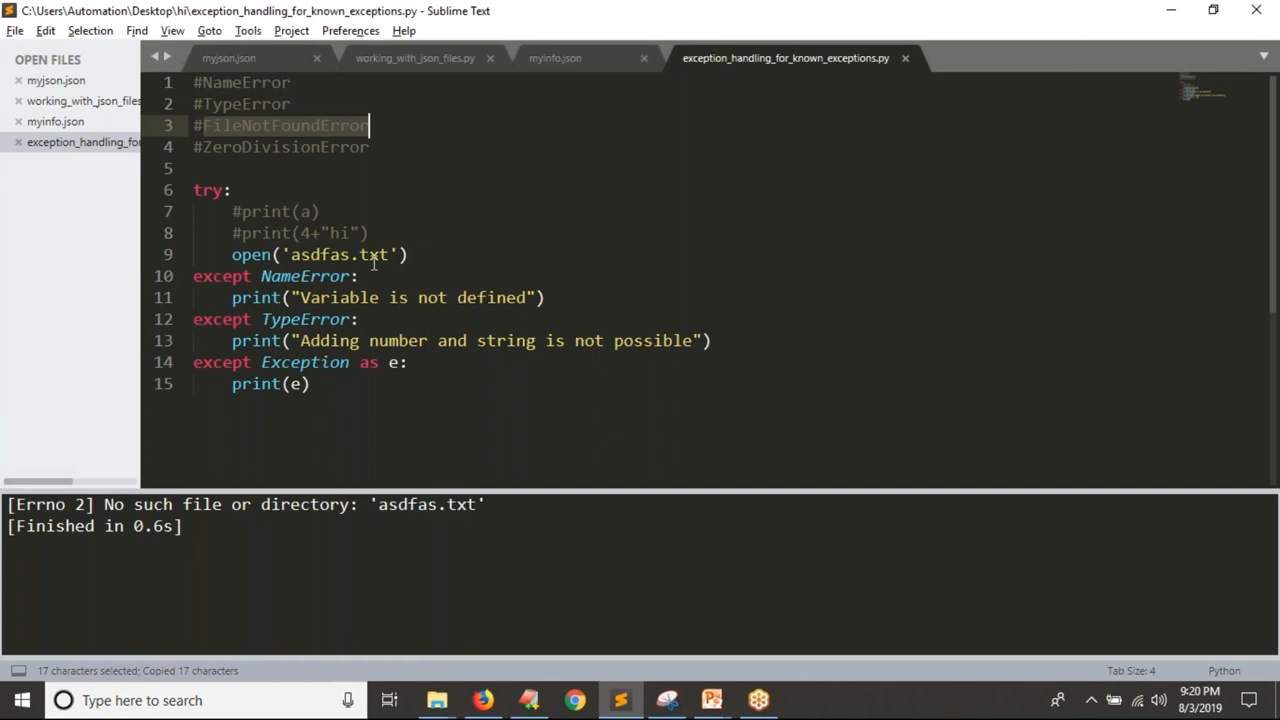 C:\Users\Automation\Desktop\hi\exception_handling_for_known_exceptions.py - Sublime Text
File Edit Selection Find View Goto Tools Project Preferences Help
OPEN FILES
myjson.json
working_with_json_files
myinfo.json
exception_handling_for
myjson.json working_with_json_files.py myinfo.json exception_handling_for_known_exceptions.py
1 #NameError
2 #TypeError
3 #FileNotFoundError
4 #ZeroDivisionError
5
6 try:
7 #print(a)
8 #print(4+"hi")
9 open('asdfas.txt')
10 except NameError:
11 print("Variable is not defined")
12 except TypeError:
13 print("Adding number and string is not possible")
14 except Exception as e:
15 print(e)
[Errno 2] No such file or directory: 'asdfas.txt'
[Finished in 0.6s]
17 characters selected; Copied 17 characters Tab Size: 4 Python
Type here to search
9:20 PM
8/3/2019